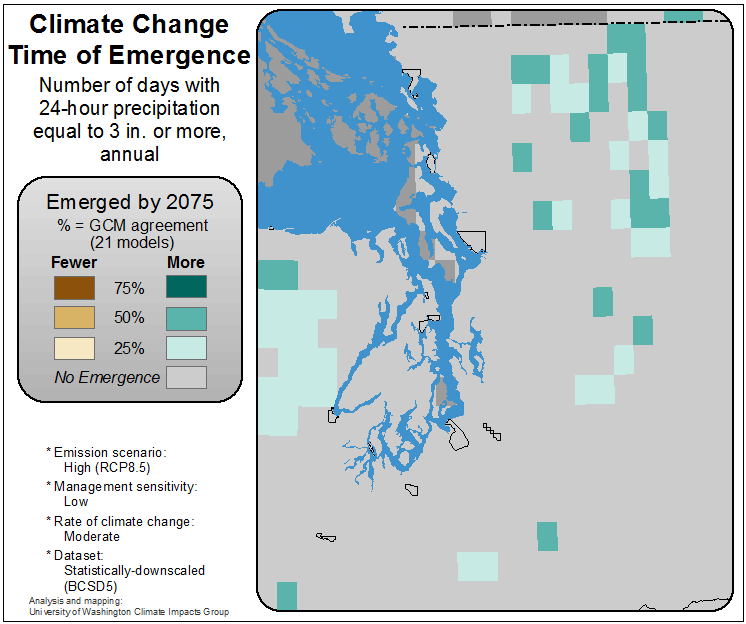 Climate Change
Time of Emergence
Number of days with
24-hour precipitation
equal to 3 in. or more,
annual
Emerged by 2075
% = GCM agreement
(21 models)
Fewer More
75%
50%
25%
No Emergence
* Emission scenario:
High (RCP8.5)
* Management sensitivity:
Low
* Rate of climate change:
Moderate
* Dataset:
Statistically-downscaled
(BCSD5)
Analysis and mapping:
University of Washington Climate Impacts Group